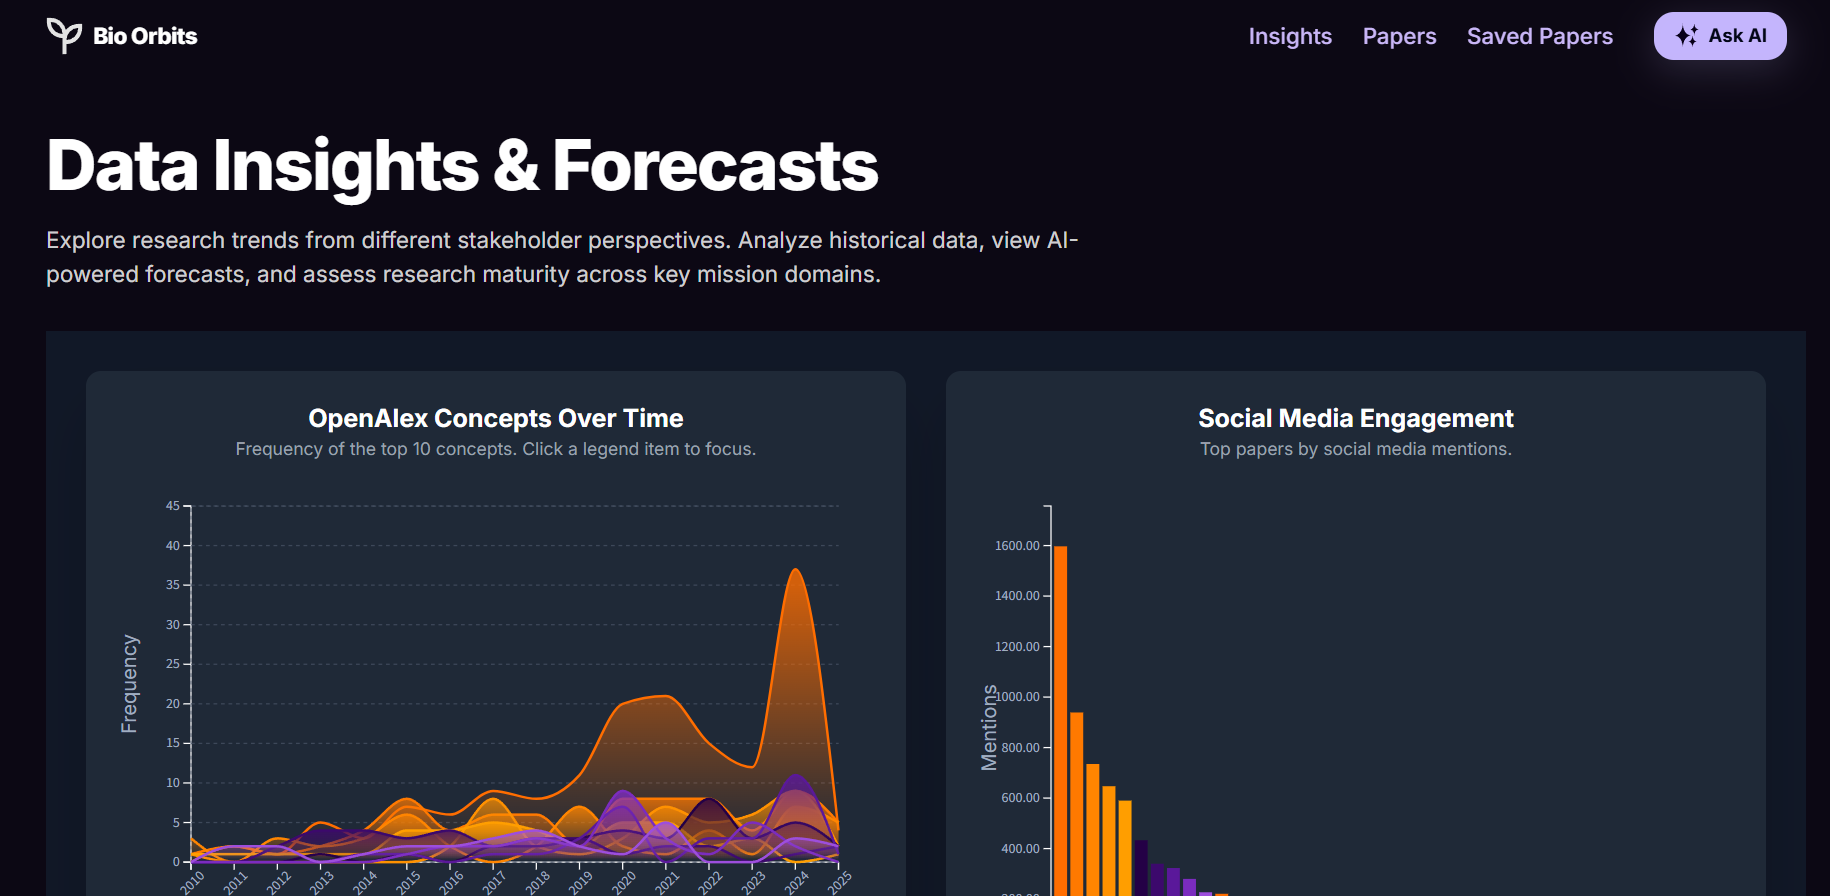 Bio Orbits
Insights
Papers
Saved Papers
Ask AI
Data Insights & Forecasts
Explore research trends from different stakeholder perspectives. Analyze historical data, view AI-
powered forecasts, and assess research maturity across key mission domains.
OpenAlex Concepts Over Time
Frequency of the top 10 concepts. Click a legend item to focus.
45
40
35
30
25
20
15
10
5
0
Frequency
2010
2011
2012
2013
2014
2015
2016
2017
2018
2019
2020
2021
2022
2023
2024
2025
Social Media Engagement
Top papers by social media mentions.
1600.00
1400.00
1200.00
1000.00
800.00
600.00
400.00
Mentions